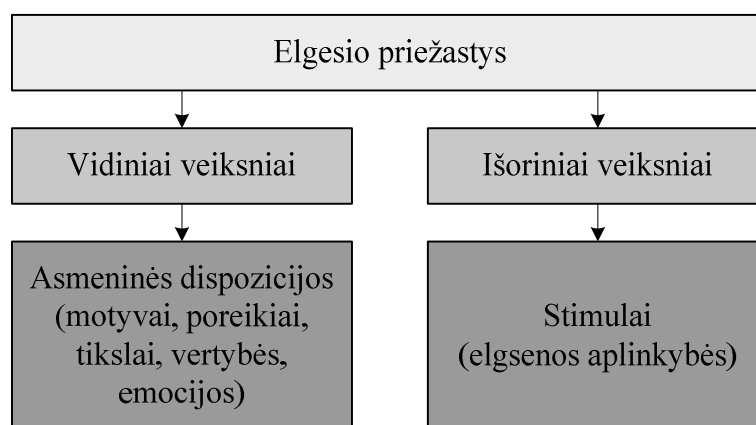 Elgesio priežastys
Vidiniai veiksniai
Išoriniai veiksniai
Asmeninės dispozicijos
(motyvai, poreikiai,
tikslai, vertybės,
emocijos)
Stimulai
(elgsenos aplinkybės)